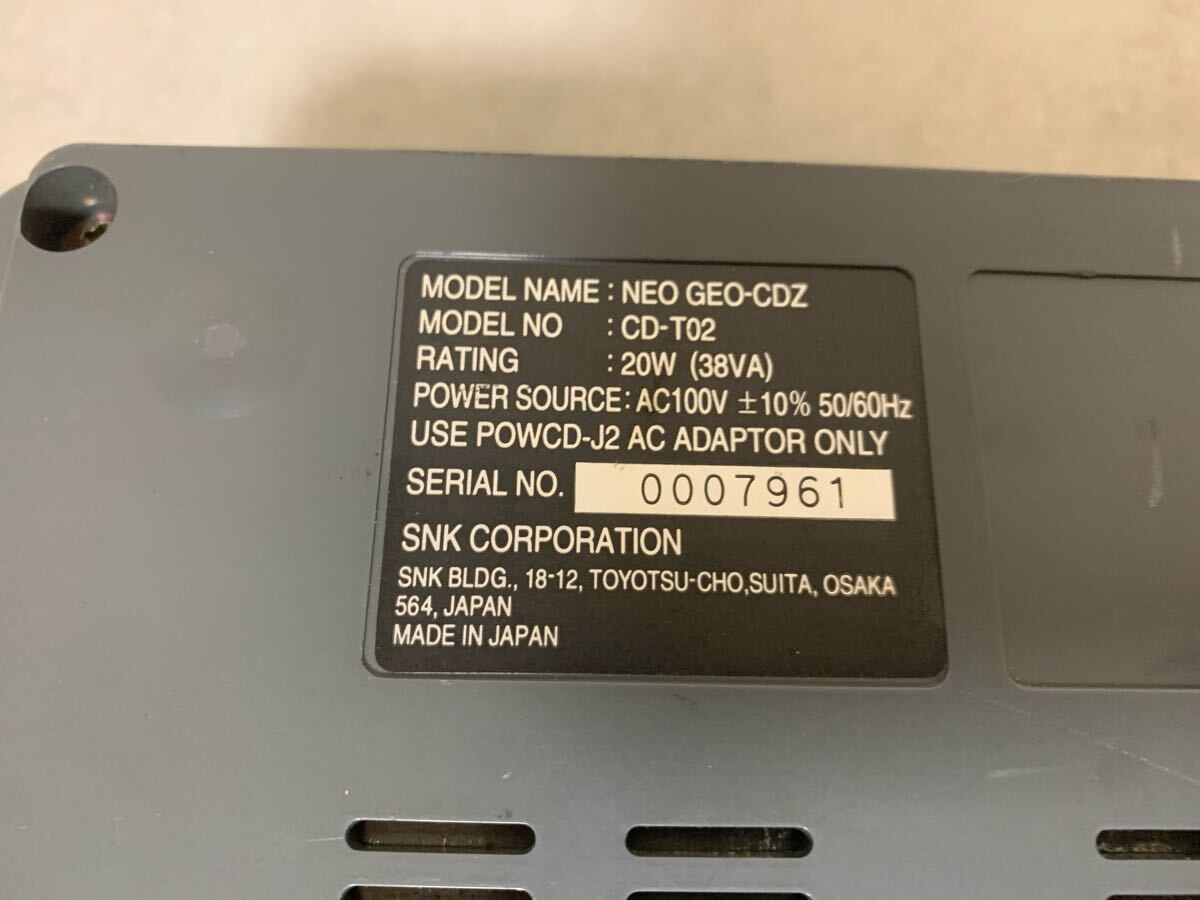 MODEL NAME : NEO GEO-CDZ
MODEL NO : CD-T02
RATING : 20W (38VA)
POWER SOURCE : AC100V ±10% 50/60Hz
USE POWCD-J2 AC ADAPTOR ONLY
SERIAL NO. 0007961
SNK CORPORATION
SNK BLDG., 18-12, TOYOTSU-CHO,SUITA, OSAKA
564, JAPAN
MADE IN JAPAN